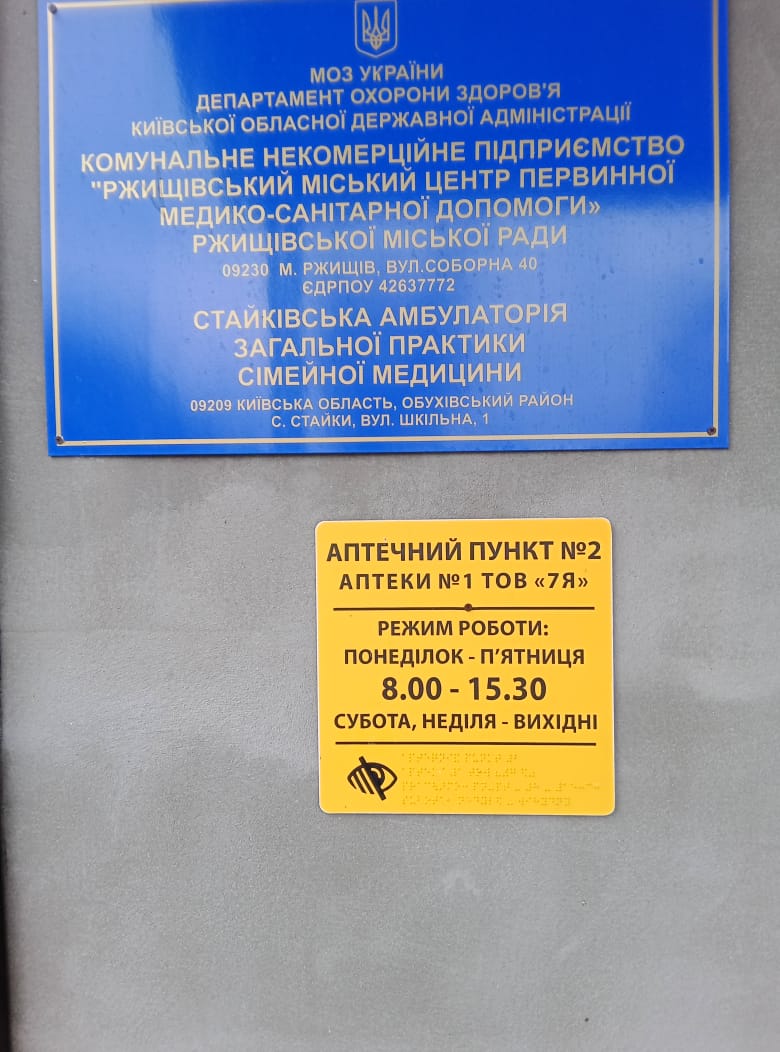 МОЗ УКРАЇНИ
ДЕПАРТАМЕНТ ОХОРОНИ ЗДОРОВ'Я
КИЇВСЬКОЇ ОБЛАСНОЇ ДЕРЖАВНОЇ АДМІНІСТРАЦІЇ
КОМУНАЛЬНЕ НЕКОМЕРЦІЙНЕ ПІДПРИЄМСТВО
"РЖИЩІВСЬКИЙ МІСЬКИЙ ЦЕНТР ПЕРВИННОЇ
МЕДИКО-САНІТАРНОЇ ДОПОМОГИ»
РЖИЩІВСЬКОЇ МІСЬКОЇ РАДИ
09230 М. РЖИЩІВ, ВУЛ.СОБОРНА 40
ЄДРПОУ 42637772
СТАЙКІВСЬКА АМБУЛАТОРІЯ
ЗАГАЛЬНОЇ ПРАКТИКИ
СІМЕЙНОЇ МЕДИЦИНИ
09209 КИЇВСЬКА ОБЛАСТЬ, ОБУХІВСЬКИЙ РАЙОН
С. СТАЙКИ, ВУЛ. ШКІЛЬНА, 1
АПТЕЧНИЙ ПУНКТ №2
АПТЕКИ №1 ТОВ «7Я»
РЕЖИМ РОБОТИ:
ПОНЕДІЛОК - П'ЯТНИЦЯ
8.00 - 15.30
СУБОТА, НЕДІЛЯ - ВИХІДНІ